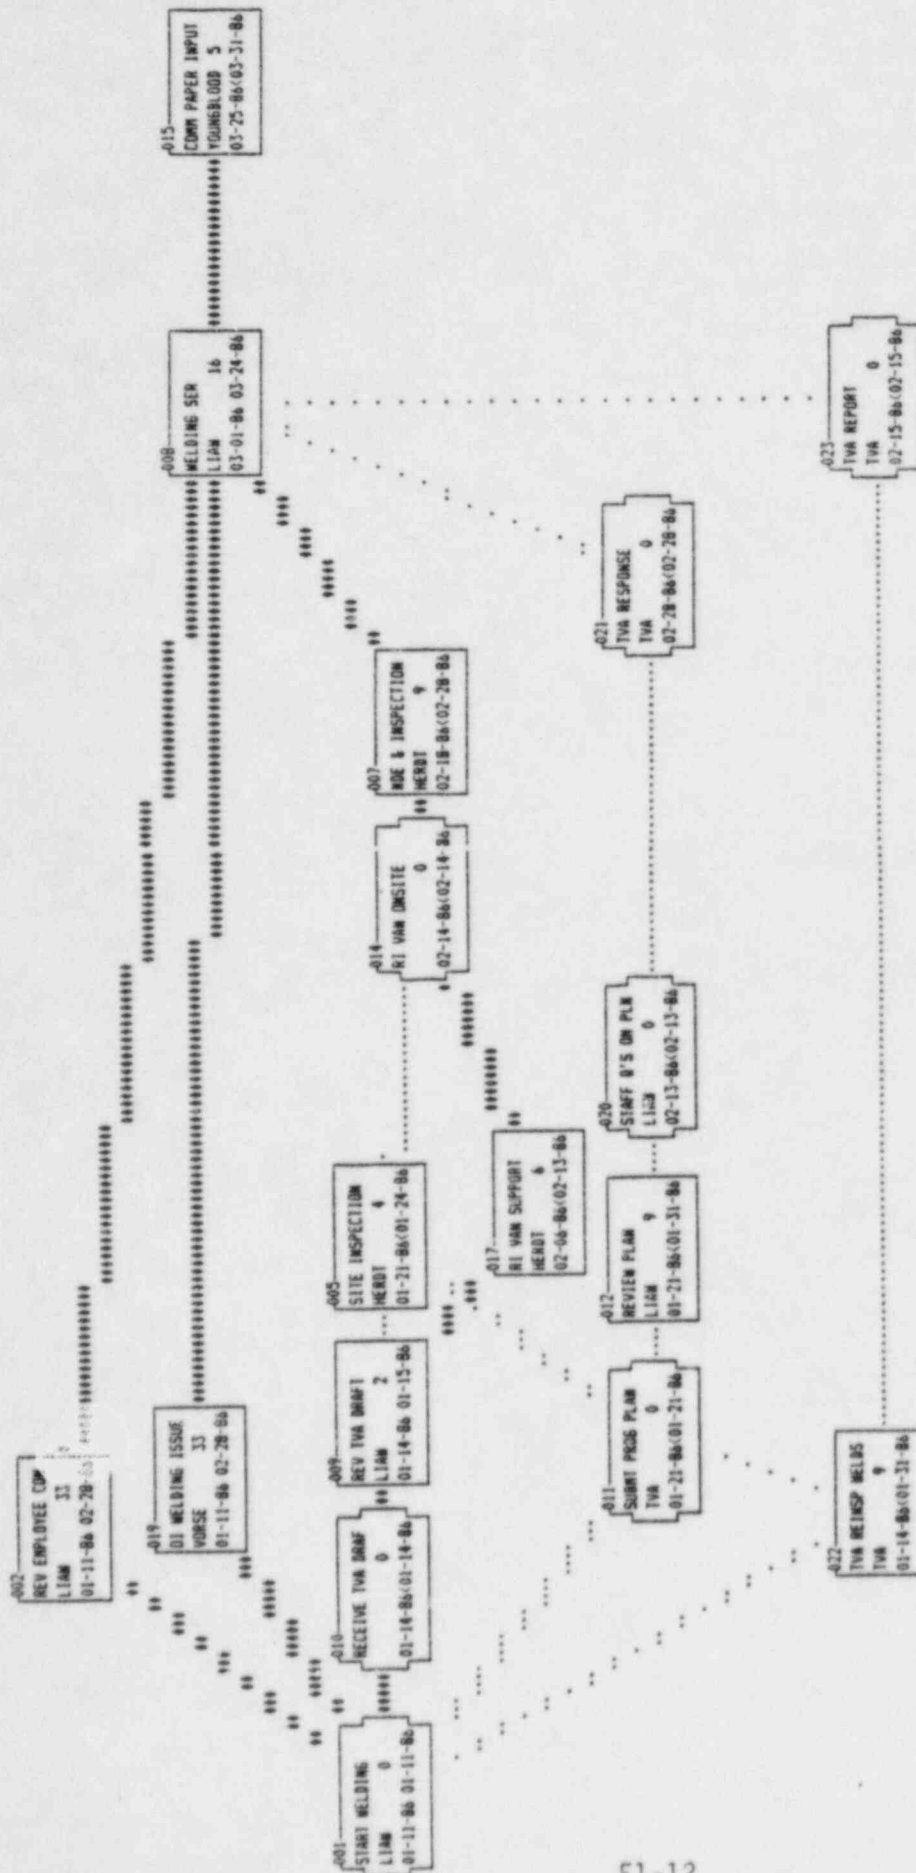 002
REV EMPLOYEE
LIAW 33
01-11-86 02-28-86
019
OI WELDING ISSUE
VORSE 33
01-11-86 02-28-86
008
WELDING SER
LIAW 16
03-01-86 03-24-86
015
COMM PAPER INPUT
YOUNGBLOOD 5
03-25-86<03-31-86
001
START WELDING
LIAW 0
01-11-86 01-11-86
010
RECEIVE TVA DRAF
0
01-14-86<01-14-86
009
REV TVA DRAFT
LIAW 2
01-14-86 01-15-86
005
SITE INSPECTION
HERDT 4
01-21-86<01-24-86
014
RI VAN ONSITE
0
02-14-86<02-14-86
007
NDE & INSPECTION
HERDT 9
02-18-86<02-28-86
017
RI VAN SUPPORT
HERDT 6
02-06-86<02-13-86
011
SUBMT PROG PLAN
TVA 0
01-21-86<01-21-86
012
REVIEW PLAN
LIAW 9
01-21-86<01-31-86
020
STAFF Q'S ON PLN
LIAW 0
02-13-86<02-13-86
021
TVA RESPONSE
TVA 0
02-28-86<02-28-86
022
TVA REINSP WELDS
TVA 9
01-14-86<01-31-86
023
TVA REPORT
TVA 0
02-15-86<02-15-86